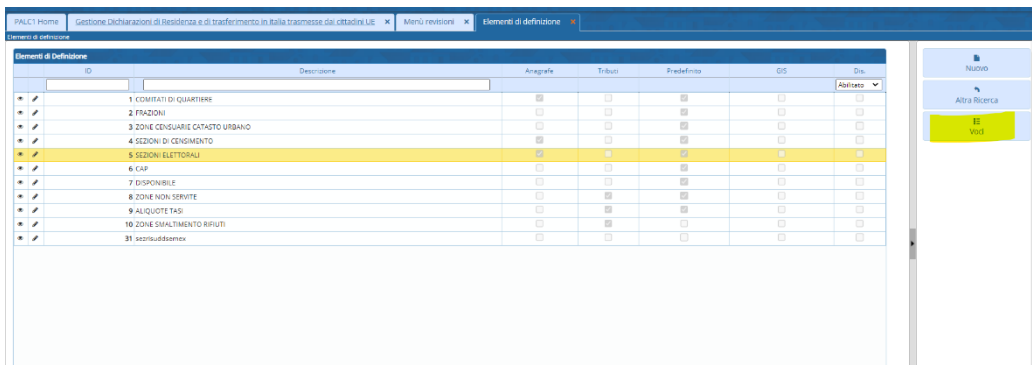 PALC1 Home Gestione Dichiarazioni di Residenza e di trasferimento in Italia trasmesse dai cittadini UE × Menù revisioni × Elementi di definizione ×
Elementi di definizione
Elementi di Definizione
ID Descrizione Anagrafe Tributi Predefinito GIS Dis.
Abilitato
1 COMITATI DI QUARTIERE
2 FRAZIONI
3 ZONE CENSUARIE CATASTO URBANO
4 SEZIONI DI CENSIMENTO
5 SEZIONI ELETTORALI
6 CAP
7 DISPONIBILE
8 ZONE NON SERVITE
9 ALIQUOTE TASI
10 ZONE SMALTIMENTO RIFIUTI
31
Nuovo
Altra Ricerca
Voci